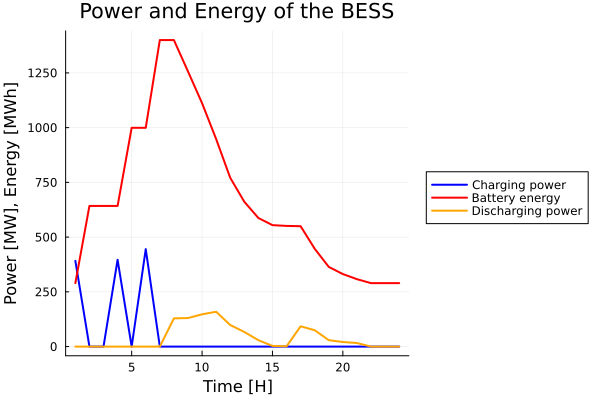 Power and Energy of the BESS
Power [MW], Energy [MWh]
1250
1000
750
500
250
0
5
10
15
20
Time [H]
Charging power
Battery energy
Discharging power